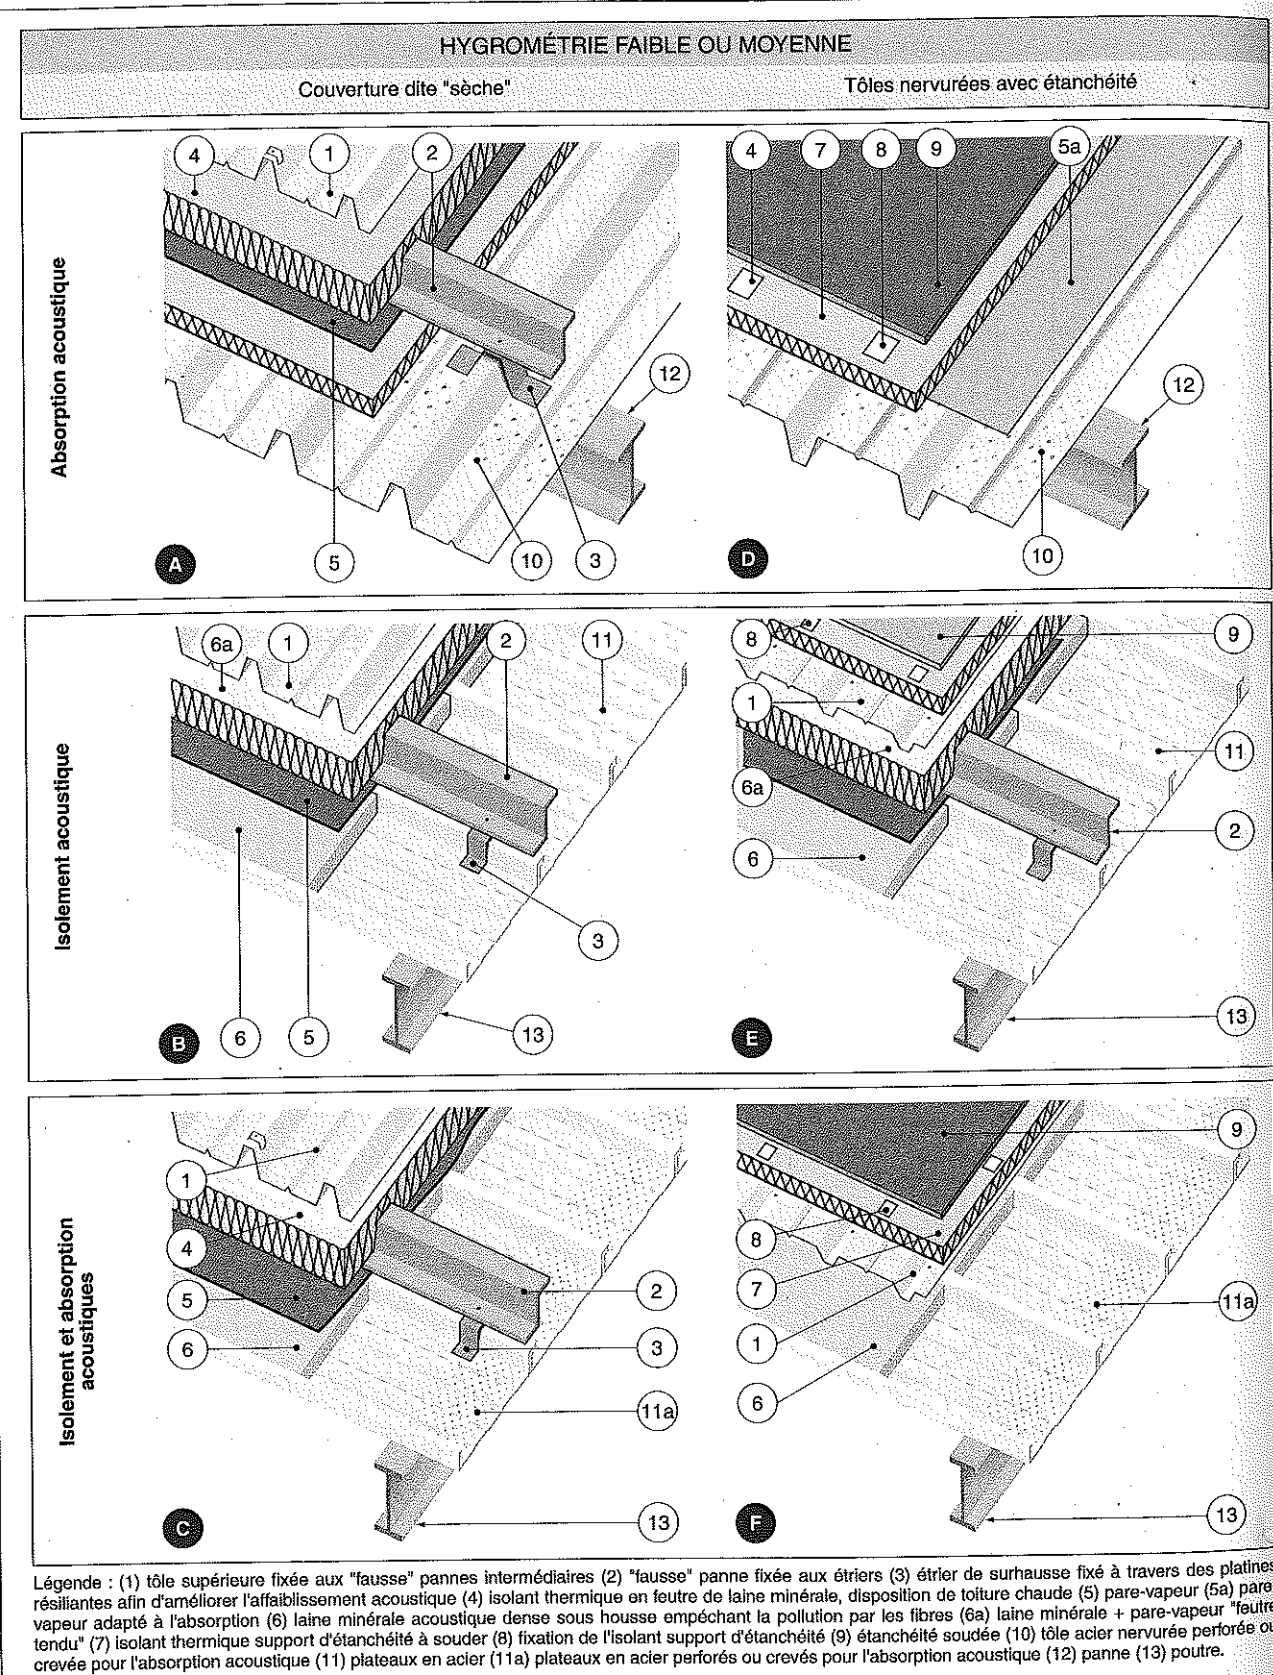 HYGROMÉTRIE FAIBLE OU MOYENNE
Couverture dite "sèche"
Tôles nervurées avec étanchéité
Absorption acoustique
4
1
2
12
5
10
3
A
4
7
8
9
5a
12
10
D
Isolement acoustique
6a
1
2
11
3
13
6
5
B
8
9
1
11
6a
2
6
13
E
Isolement et absorption
acoustiques
1
4
5
2
6
3
11a
13
C
9
8
7
11a
1
6
13
F
Légende : (1) tôle supérieure fixée aux "fausse" pannes intermédiaires (2) "fausse" panne fixée aux étriers (3) étrier de surhausse fixé à travers des platines
résiliantes afin d'améliorer l'affaiblissement acoustique (4) isolant thermique en feutre de laine minérale, disposition de toiture chaude (5) pare-vapeur (5a) pare-
vapeur adapté à l'absorption (6) laine minérale acoustique dense sous housse empéchant la pollution par les fibres (6a) laine minérale + pare-vapeur "feutre
tendu" (7) isolant thermique support d'étanchéité à souder (8) fixation de l'isolant support d'étanchéité (9) étanchéité soudée (10) tôle acier nervurée perforée ou
crevée pour l'absorption acoustique (11) plateaux en acier (11a) plateaux en acier perforés ou crevés pour l'absorption acoustique (12) panne (13) poutre.